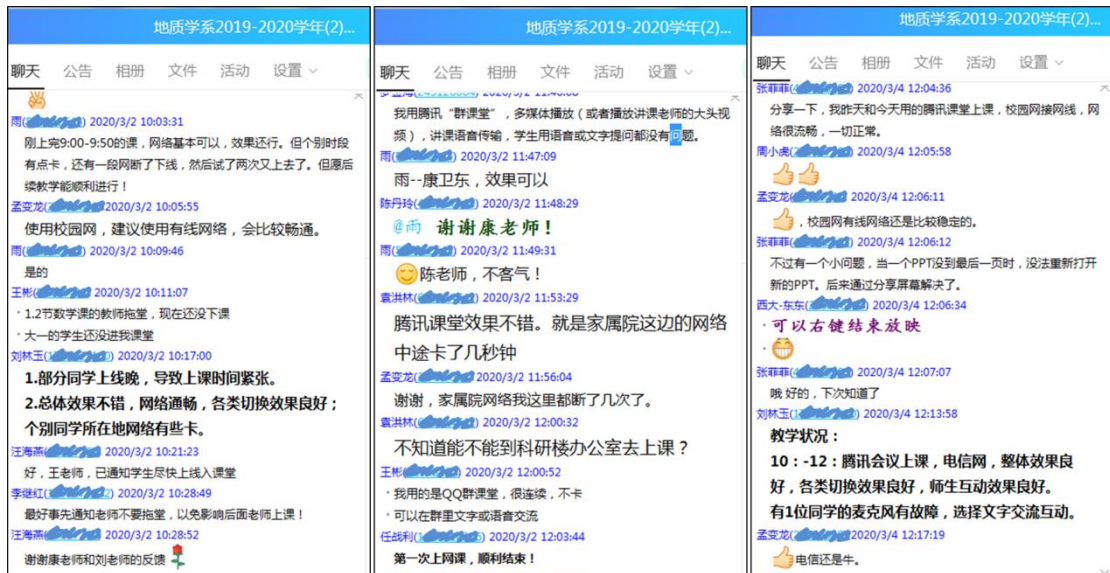 地质学系2019-2020学年(2)...
聊天 公告 相册 文件 活动 设置
雨( ) 2020/3/2 10:03:31
刚上完9:00-9:50的课，网络基本可以，效果还行。但个别时段
有点卡，还有一段网断了下线，然后试了两次又上去了。但愿后
续教学能顺利进行！
孟变龙( 2020/3/2 10:05:55
使用校园网，建议使用有线网络，会比较畅通。
雨( ) 2020/3/2 10:09:46
是的
王彬( 2020/3/2 10:11:07
1.2节数学课的教师拖堂，现在还没下课
大一的学生还没进我课堂
刘林玉( ) 2020/3/2 10:17:00
1.部分同学上线晚，导致上课时间紧张。
2.总体效果不错，网络通畅，各类切换效果良好；
个别同学所在地网络有些卡。
汪海燕( ) 2020/3/2 10:21:23
好，王老师，已通知学生尽快上线入课堂
李继红( ) 2020/3/2 10:28:49
最好事先通知老师不要拖堂，以免影响后面老师上课！
汪海燕( ) 2020/3/2 10:28:52
谢谢康老师和刘老师的反馈
地质学系2019-2020学年(2)...
聊天 公告 相册 文件 活动 设置
我用腾讯“群课堂”，多媒体播放（或者播放讲课老师的大头视
频），讲课语音传输，学生用语音或文字提问都没有问题。
雨( ) 2020/3/2 11:47:09
雨--康卫东，效果可以
陈丹玲( ) 2020/3/2 11:48:29
@雨 谢谢康老师！
雨( ) 2020/3/2 11:49:31
陈老师，不客气！
袁洪林( ) 2020/3/2 11:53:29
腾讯课堂效果不错。就是家属院这边的网络
中途卡了几秒钟
孟变龙( 2020/3/2 11:56:04
谢谢，家属院网络我这里都断了几次了。
袁洪林( ) 2020/3/2 12:00:32
不知道能不能到科研楼办公室去上课？
王彬( ) 2020/3/2 12:00:52
我用的是QQ群课堂，很连续，不卡
可以在群里文字或语音交流
任战利( ) 2020/3/2 12:03:44
第一次上网课，顺利结束！
地质学系2019-2020学年(2)...
聊天 公告 相册 文件 活动 设置
张菲菲( ) 2020/3/4 12:04:36
分享一下，我昨天和今天用的腾讯课堂上课，校园网接网线，网
络很流畅，一切正常。
周小虎( ) 2020/3/4 12:05:58
孟变龙( ) 2020/3/4 12:06:11
，校园网有线网络还是比较稳定的。
张菲菲( ) 2020/3/4 12:06:12
不过有一个小问题，当一个PPT没到最后一页时，没法重新打开
新的PPT。后来通过分享屏幕解决了。
西大-东东( ) 2020/3/4 12:06:34
可以右键结束放映
张菲菲( ) 2020/3/4 12:07:07
哦 好的，下次知道了
刘林玉( ) 2020/3/4 12:13:58
教学状况：
10：-12：腾讯会议上课，电信网，整体效果良
好，各类切换效果良好，师生互动效果良好。
有1位同学的麦克风有故障，选择文字交流互动。
孟变龙( ) 2020/3/4 12:17:19
电信还是牛。